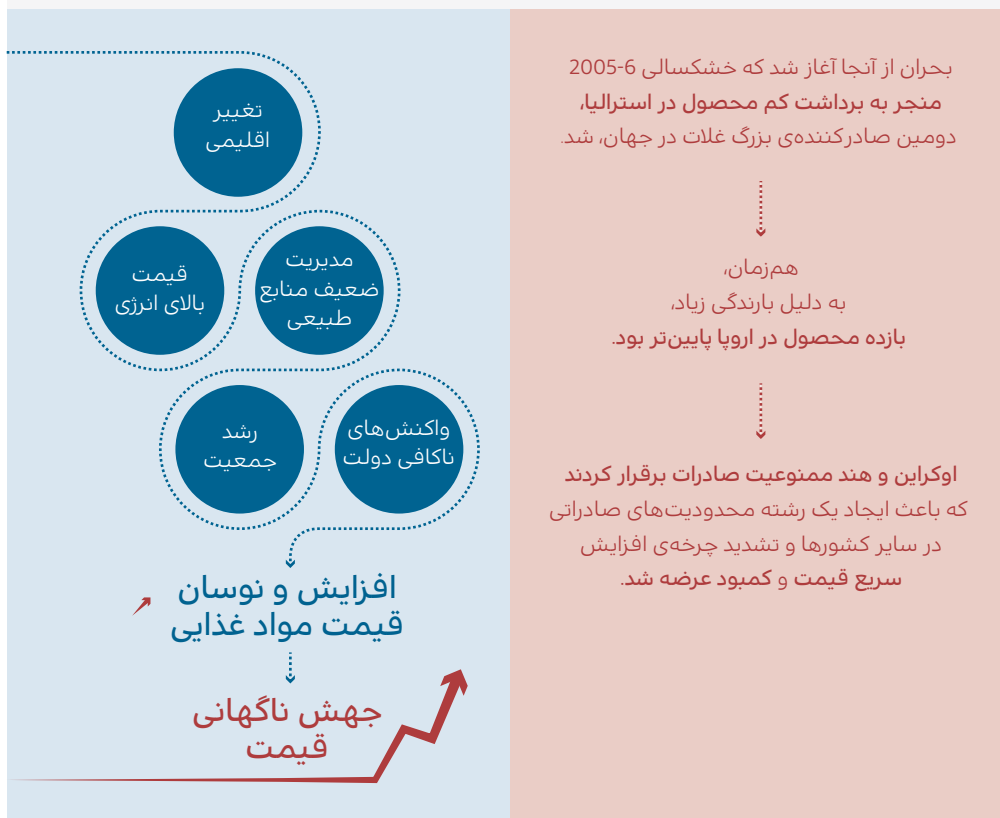 بحران از آنجا آغاز شد که خشکسالی 6-2005
منجر به برداشت کم محصول در استرالیا،
دومین صادرکننده‌ی بزرگ غلات در جهان، شد.
هم‌زمان،
به دلیل بارندگی زیاد،
بازده محصول در اروپا پایین‌تر بود.
اوکراین و هند ممنوعیت صادرات برقرار کردند
که باعث ایجاد یک رشته محدودیت‌های صادراتی
در سایر کشورها و تشدید چرخه‌ی افزایش
سریع قیمت و کمبود عرضه شد.
تغییر
اقلیمی
مدیریت
ضعیف منابع
طبیعی
قیمت
بالای انرژی
واکنش‌های
ناکافی دولت
رشد
جمعیت
افزایش و نوسان
قیمت مواد غذایی
جهش ناگهانی
قیمت